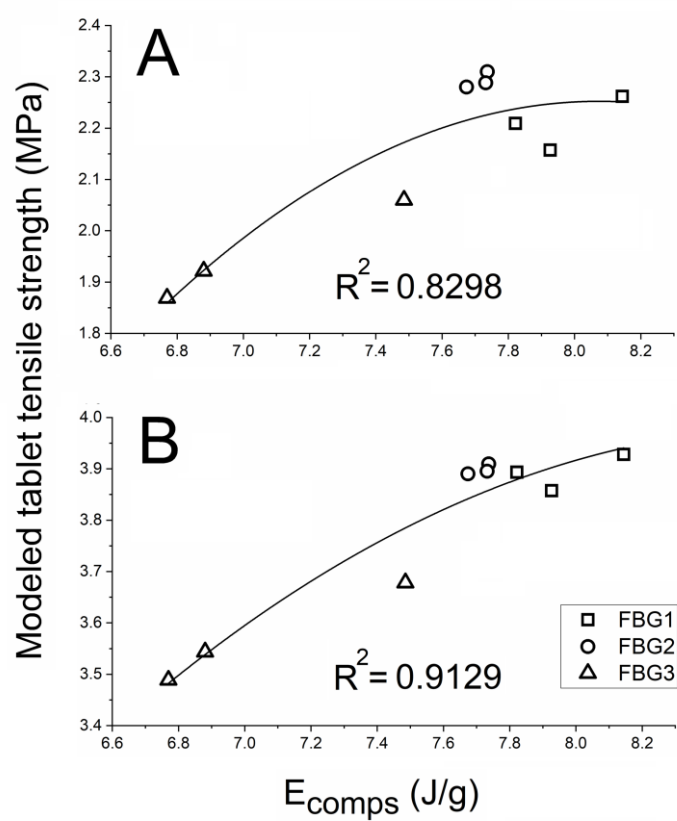 Modeled tablet tensile strength (MPa)
A
2.4
2.3
2.2
2.1
2.0
1.9
1.8
R² = 0.8298
6.6 6.8 7.0 7.2 7.4 7.6 7.8 8.0 8.2
B
4.0
3.9
3.8
3.7
3.6
3.5
3.4
FBG1
FBG2
FBG3
R² = 0.9129
6.6 6.8 7.0 7.2 7.4 7.6 7.8 8.0 8.2
E comps (J/g)